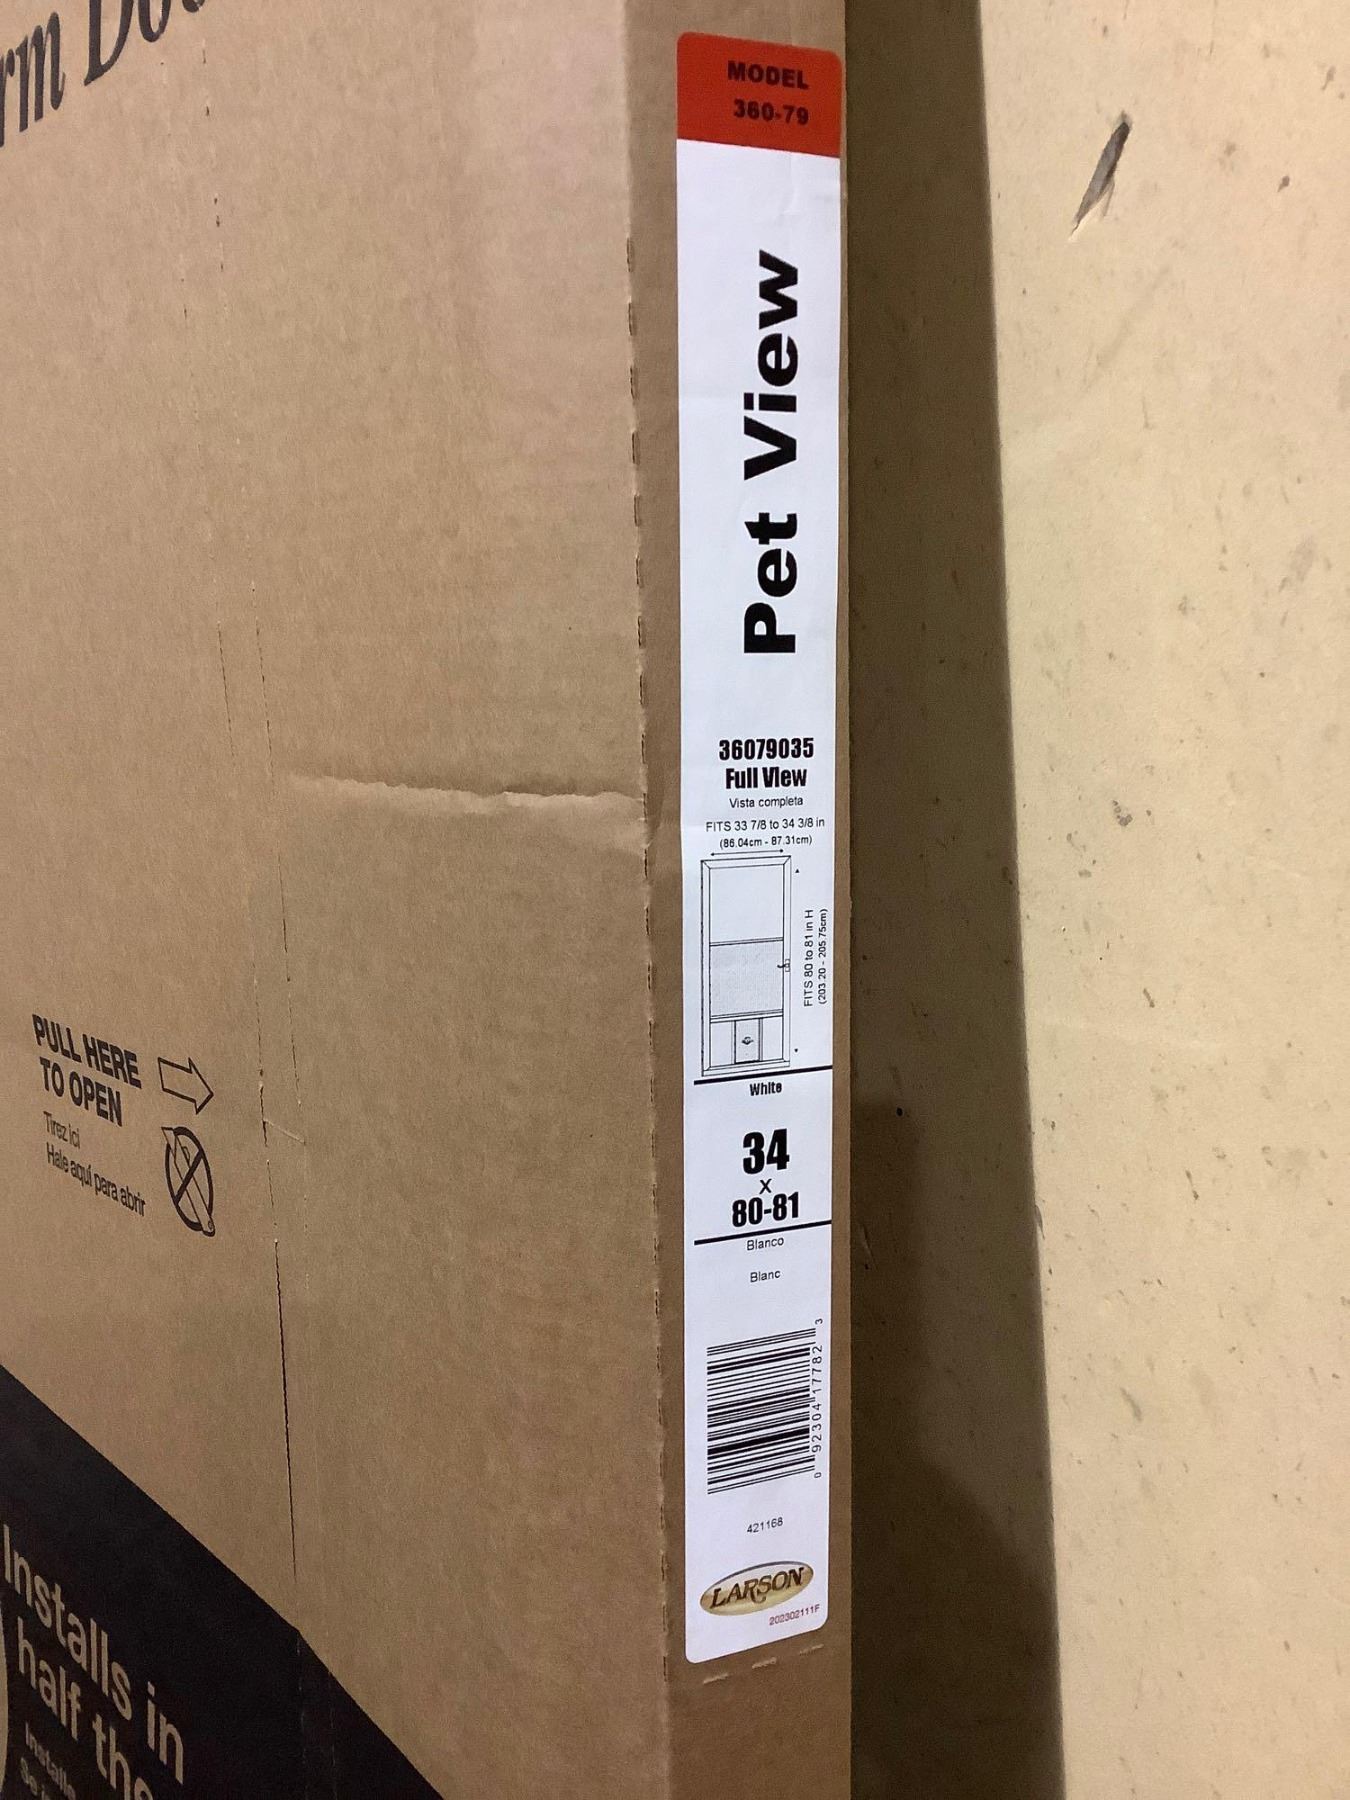 MODEL
360-79
Pet View
36079035
Full View
Vista completa
FITS 33 7/8 to 34 3/8 in
(86.04cm - 87.31cm)
FITS 80 to 81 in H
(203.20 - 205.75cm)
White
34
x
80-81
Blanco
Blanc
0 92304 17782 3
421168
LARSON
202302111F
PULL HERE
TO OPEN
Tirez ici
Hale aquí para abrir
Installs in
half the